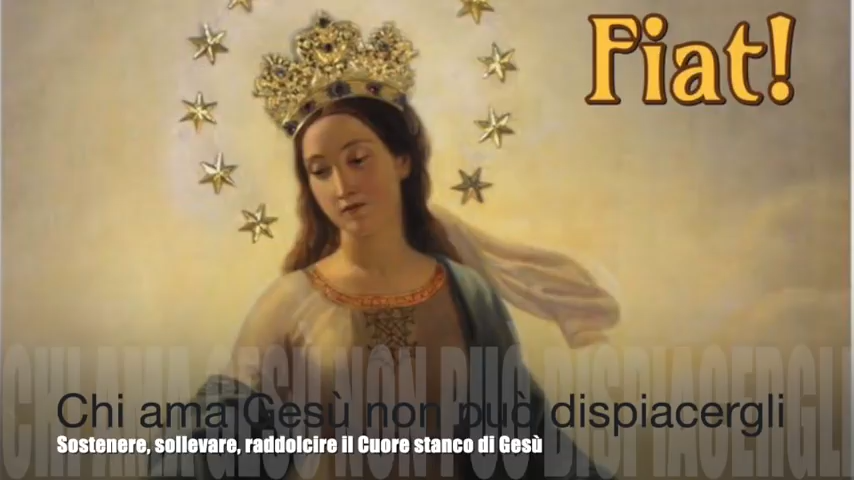 Fiat!
CHI AMA GESÙ NON PUÒ DISPIACERGLI
Chi ama Gesù non può dispiacergli
Sostenere, sollevare, raddolcire il Cuore stanco di Gesù